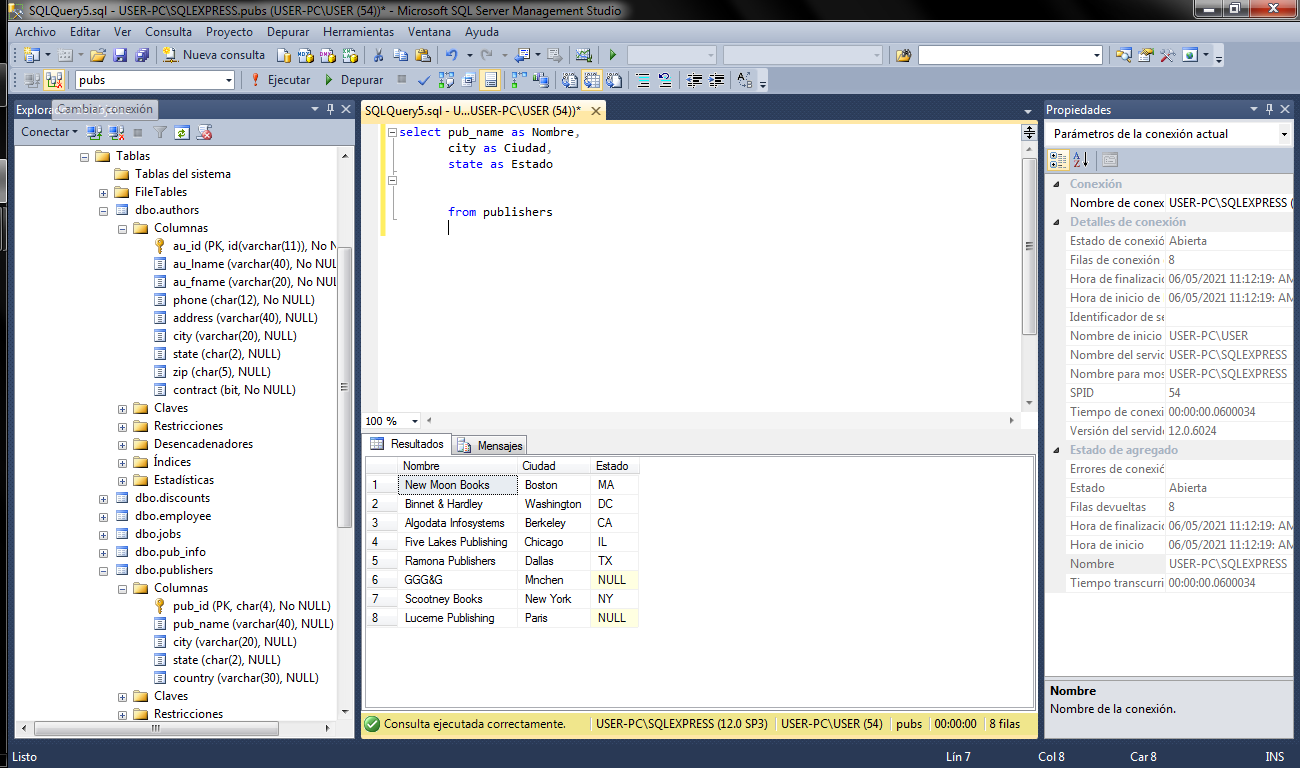 SQLQuery5.sql - USER-PC\SQLEXPRESS.pubs (USER-PC\USER (54))* - Microsoft SQL Server Management Studio
Archivo Editar Ver Consulta Proyecto Depurar Herramientas Ventana Ayuda
Nueva consulta
pubs Ejecutar Depurar
Cambiar conexión
SQLQuery5.sql - U...USER-PC\USER (54))*
Propiedades
Conectar
Parámetros de la conexión actual
Tablas
Tablas del sistema
FileTables
dbo.authors
Columnas
au_id (PK, id(varchar(11)), No N
au_lname (varchar(40), No NUL
au_fname (varchar(20), No NUL
phone (char(12), No NULL)
address (varchar(40), NULL)
city (varchar(20), NULL)
state (char(2), NULL)
zip (char(5), NULL)
contract (bit, No NULL)
Claves
Restricciones
Desencadenadores
Índices
Estadísticas
dbo.discounts
dbo.employee
dbo.jobs
dbo.pub_info
dbo.publishers
Columnas
pub_id (PK, char(4), No NULL)
pub_name (varchar(40), NULL)
city (varchar(20), NULL)
state (char(2), NULL)
country (varchar(30), NULL)
Claves
Restricciones
select pub_name as Nombre,
city as Ciudad,
state as Estado
from publishers
100 %
Resultados Mensajes
Nombre Ciudad Estado
1 New Moon Books Boston MA
2 Binnet & Hardley Washington DC
3 Algodata Infosystems Berkeley CA
4 Five Lakes Publishing Chicago IL
5 Ramona Publishers Dallas TX
6 GGG&G Mnchen NULL
7 Scootney Books New York NY
8 Lucerne Publishing Paris NULL
Consulta ejecutada correctamente. USER-PC\SQLEXPRESS (12.0 SP3) USER-PC\USER (54) pubs 00:00:00 8 filas
Conexión
Nombre de conex USER-PC\SQLEXPRESS (
Detalles de conexión
Estado de conexió Abierta
Filas de conexión 8
Hora de finalizació 06/05/2021 11:12:19: AM
Hora de inicio de 06/05/2021 11:12:19: AM
Identificador de se
Nombre de inicio USER-PC\USER
Nombre del servid USER-PC\SQLEXPRESS
Nombre para mos USER-PC\SQLEXPRESS
SPID 54
Tiempo de conexi 00:00:00.0600034
Versión del servid 12.0.6024
Estado de agregado
Errores de conexió
Estado Abierta
Filas devueltas 8
Hora de finalizació 06/05/2021 11:12:19: AM
Hora de inicio 06/05/2021 11:12:19: AM
Nombre USER-PC\SQLEXPRESS
Tiempo transcurri 00:00:00.0600034
Nombre
Nombre de la conexión.
Listo Lín 7 Col 8 Car 8 INS